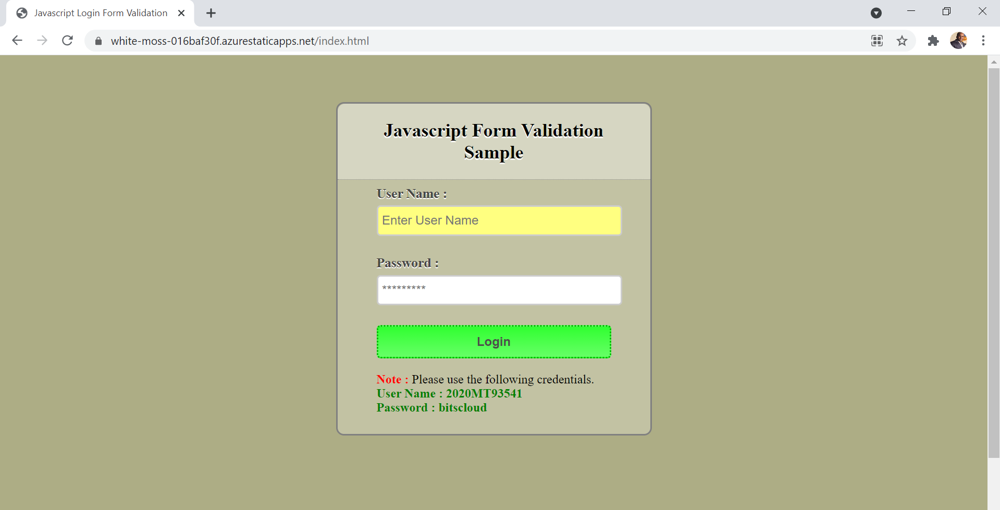 Javascript Login Form Validation
white-moss-016baf30f.azurestaticapps.net/index.html
Javascript Form Validation
Sample
User Name :
Enter User Name
Password :
*********
Login
Note : Please use the following credentials.
User Name : 2020MT93541
Password : bitscloud